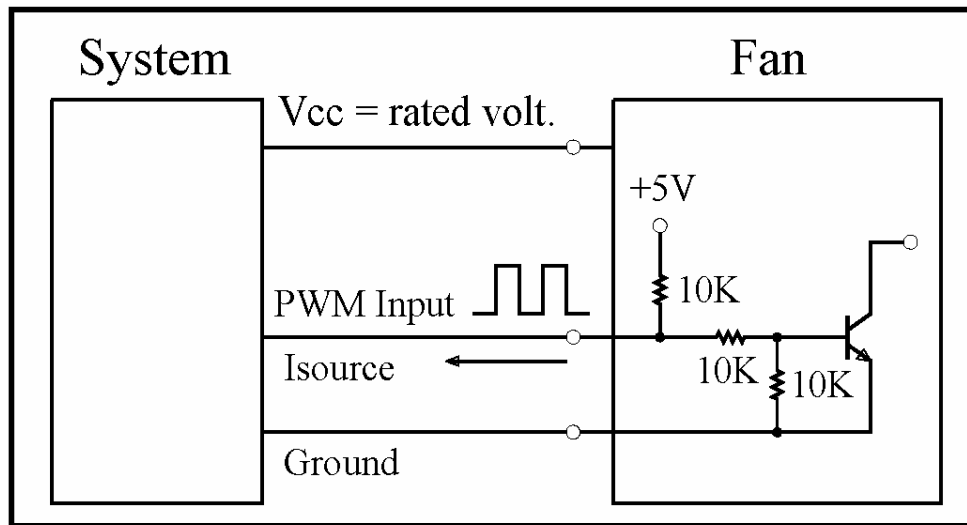 System
Fan
Vcc = rated volt.
+5V
10K
PWM Input
Isource
10K
10K
Ground